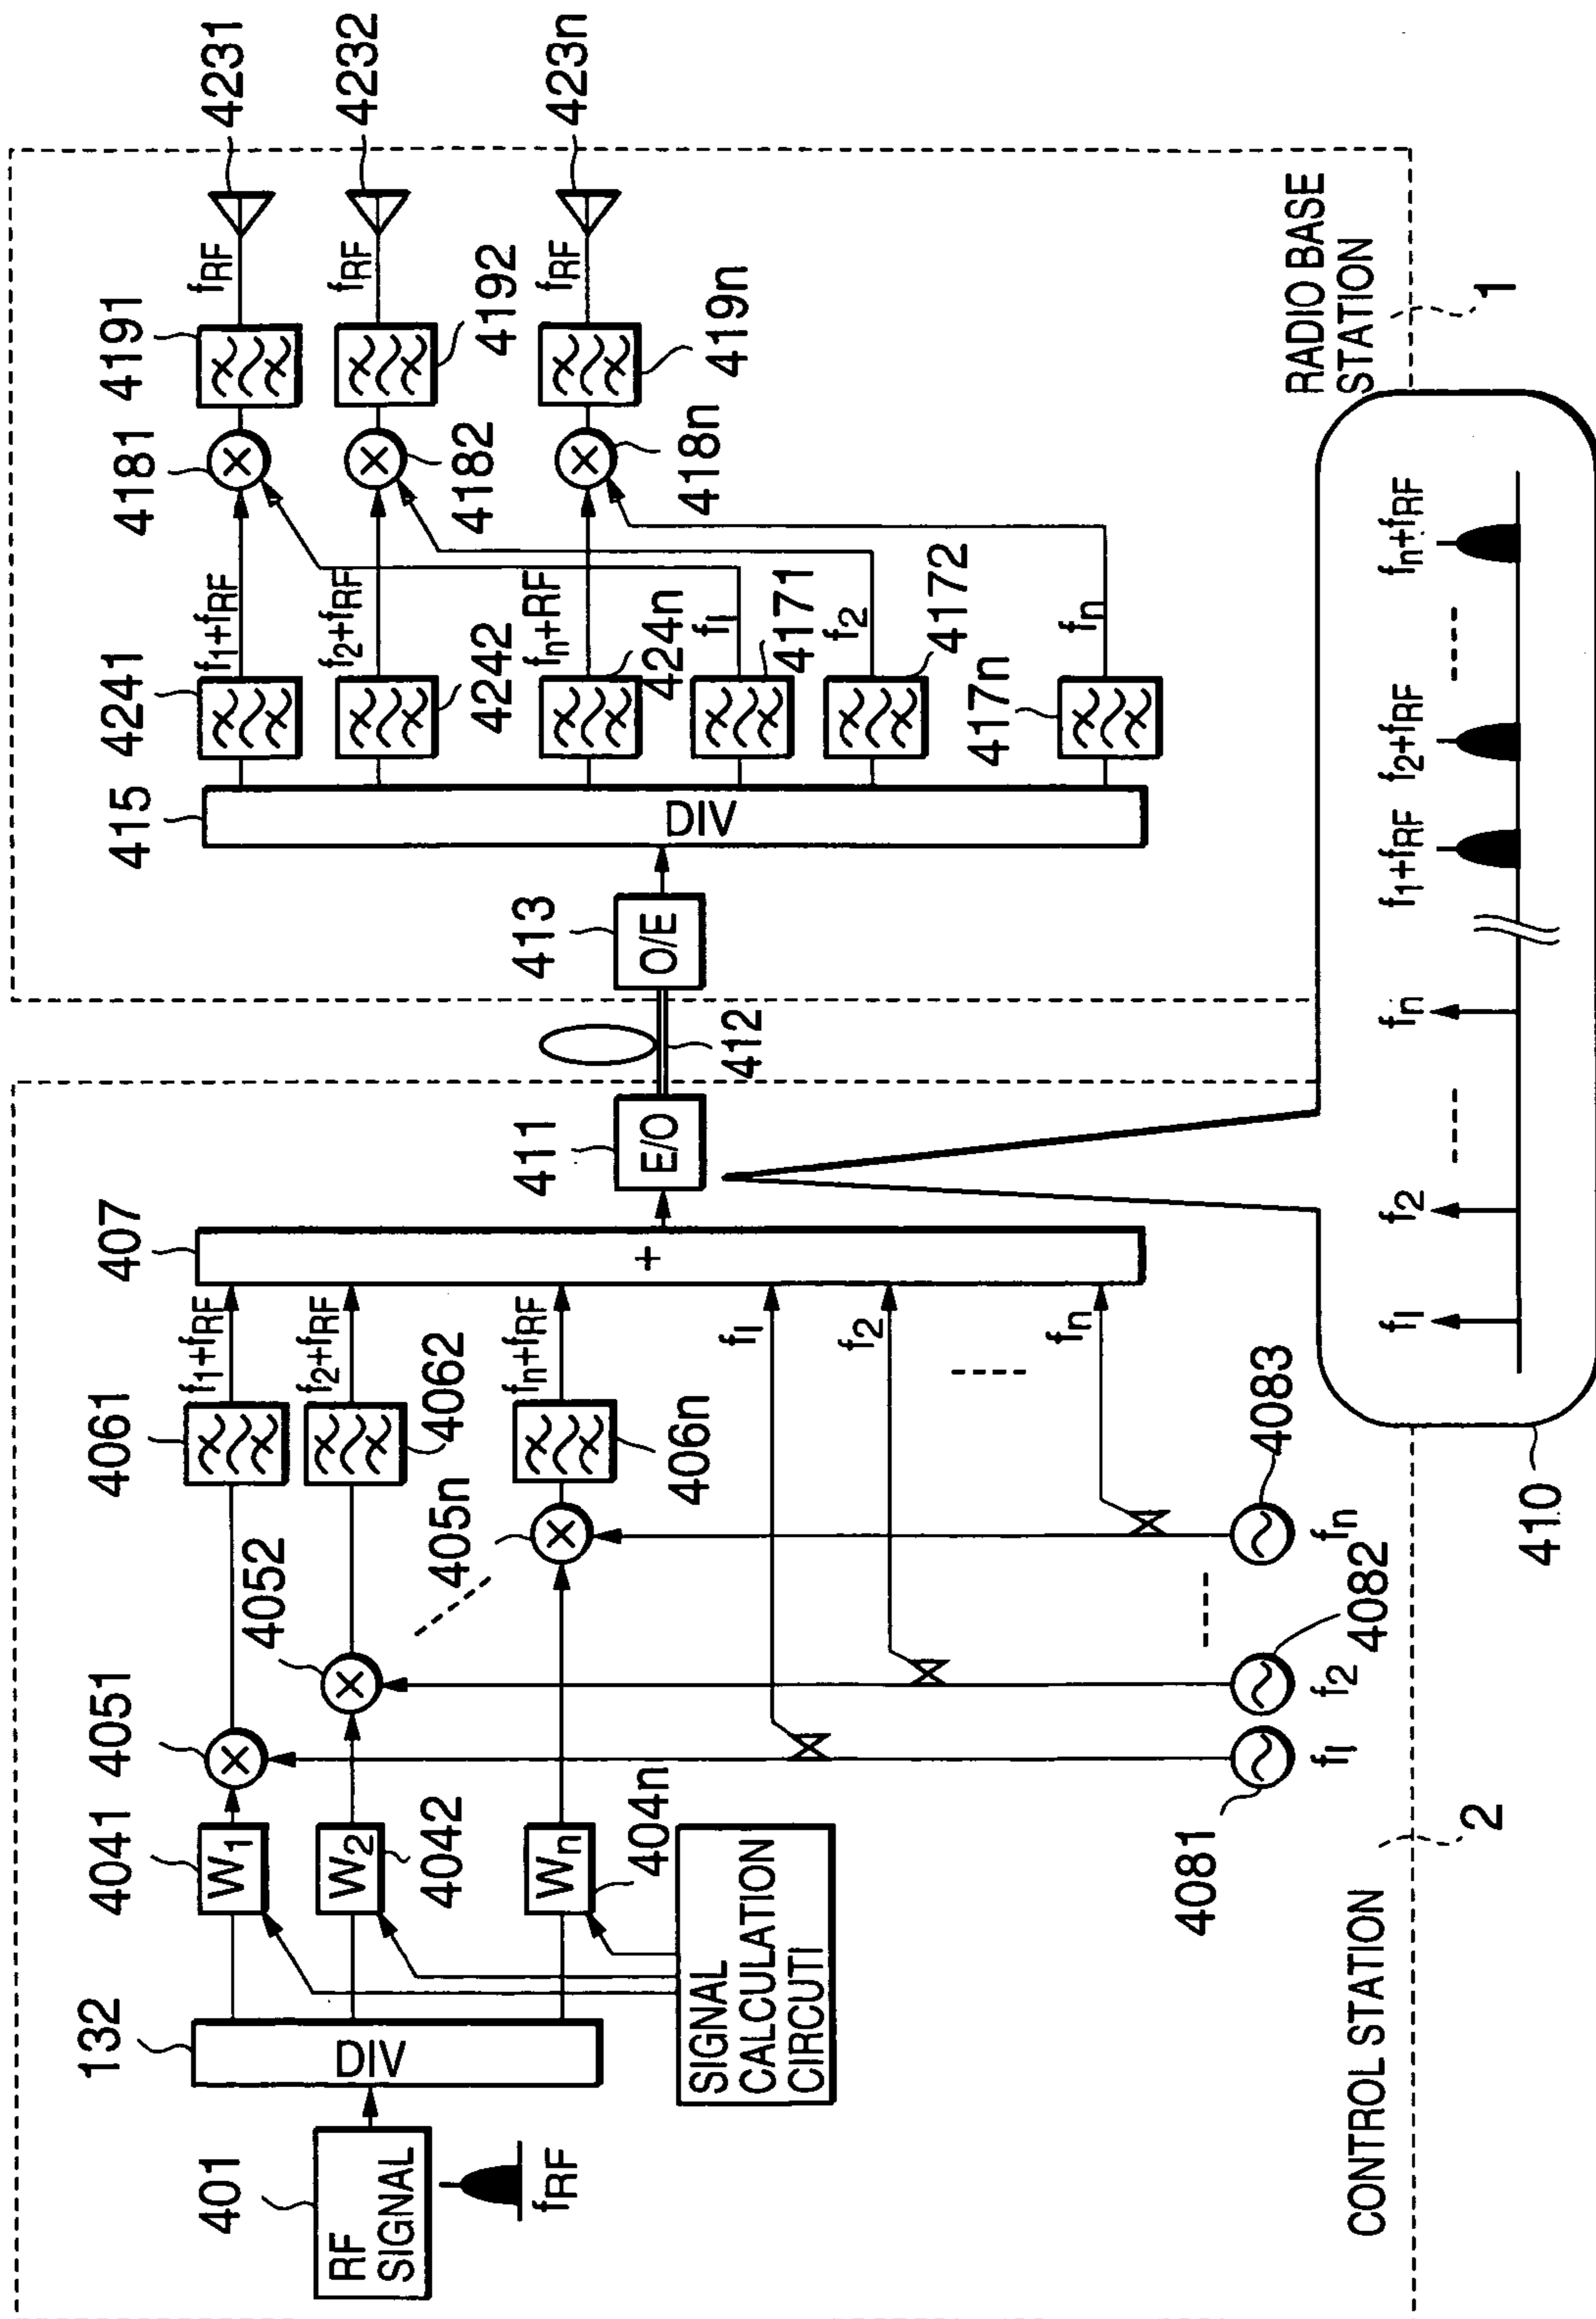 401
RF
SIGNAL
fRF
132
DIV
4041
W1
4042
W2
404n
Wn
SIGNAL
CALCULATION
CIRCUTI
4051
4052
405n
4061
f1+fRF
4062
f2+fRF
406n
fn+fRF
407
+
f1
f2
fn
4081
f1
4082
f2
4083
fn
CONTROL STATION
2
411
E/O
412
413
O/E
415
DIV
4241
f1+fRF
4242
f2+fRF
424n
fn+RF
4171
f1
4172
f2
417n
fn
4181
4182
418n
4191
fRF
4192
fRF
419n
fRF
4231
4232
423n
RADIO BASE
STATION
1
410
f1
f2
fn
f1+fRF
f2+fRF
fn+fRF